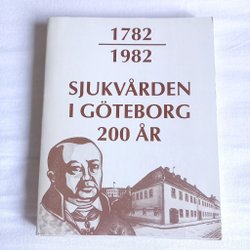 1782
1982
SJUKVÅRDEN
I GÖTEBORG
200 ÅR